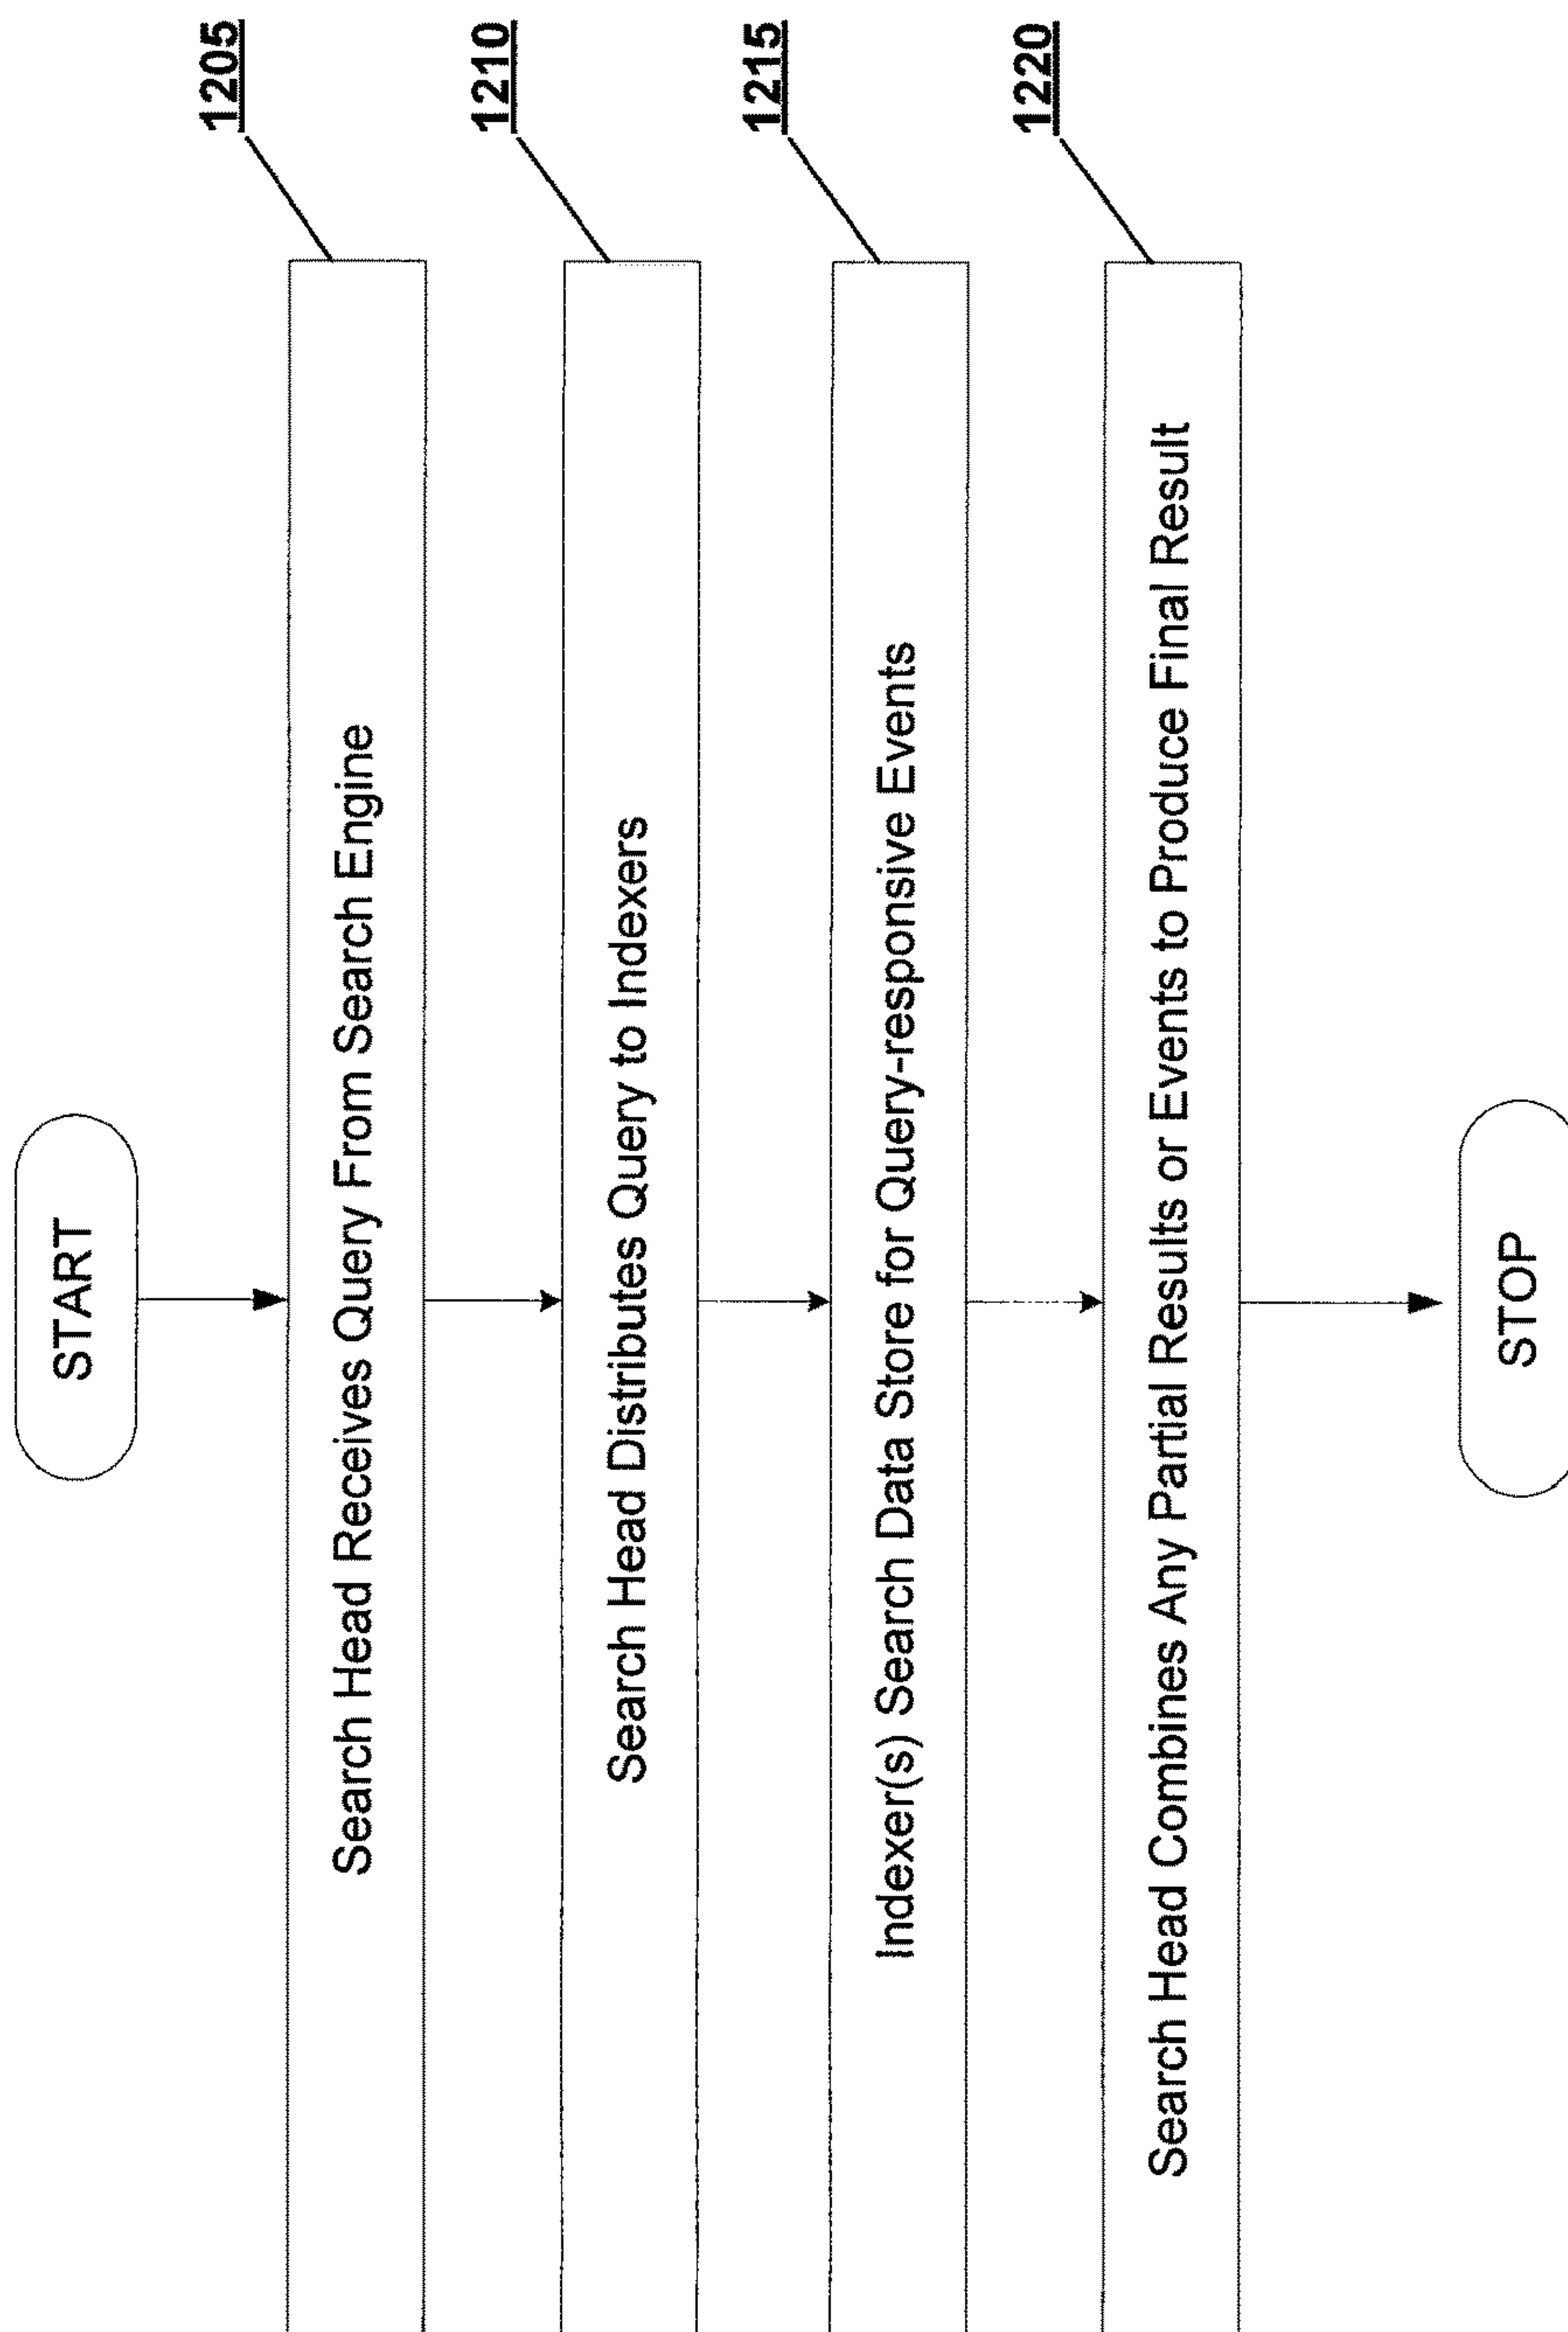 START
1205
Search Head Receives Query From Search Engine
1210
Search Head Distributes Query to Indexers
1215
Indexer(s) Search Data Store for Query-responsive Events
1220
Search Head Combines Any Partial Results or Events to Produce Final Result
STOP